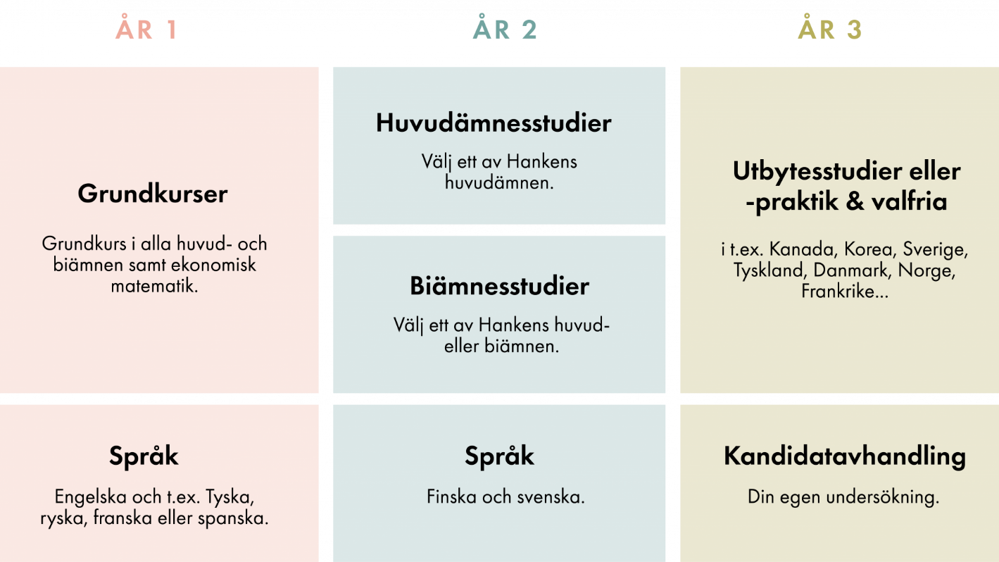 ÅR 1
Grundkurser
Grundkurs i alla huvud- och
biämnen samt ekonomisk
matematik.
Språk
Engelska och t.ex. Tyska,
ryska, franska eller spanska.
ÅR 2
Huvudämnesstudier
Välj ett av Hankens
huvudämnen.
Biämnesstudier
Välj ett av Hankens huvud-
eller biämnen.
Språk
Finska och svenska.
ÅR 3
Utbytesstudier eller
-praktik & valfria
i t.ex. Kanada, Korea, Sverige,
Tyskland, Danmark, Norge,
Frankrike...
Kandidatavhandling
Din egen undersökning.